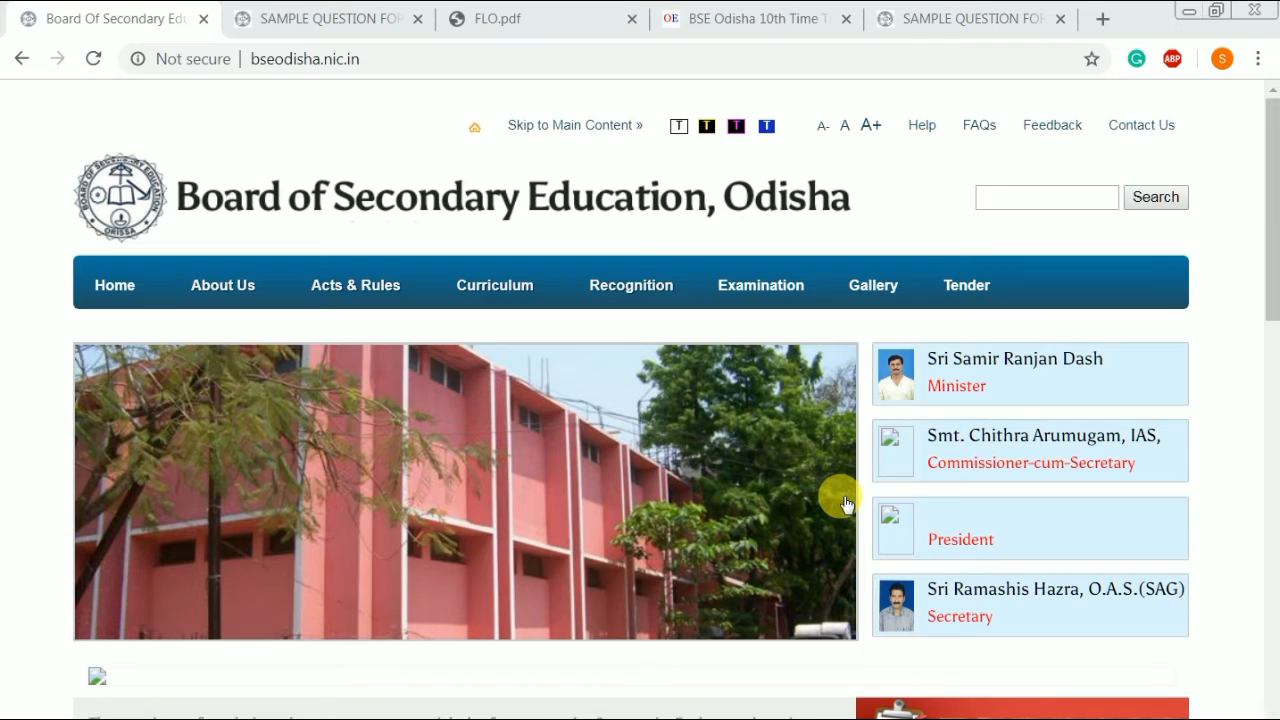 Board Of Secondary Edu
SAMPLE QUESTION FOR
FLO.pdf
OE BSE Odisha 10th Time T
SAMPLE QUESTION FOR
Not secure | bseodisha.nic.in
ABP
S
Skip to Main Content »
T T T T
A- A A+
Help
FAQs
Feedback
Contact Us
ORISSA
Board of Secondary Education, Odisha
Search
Home
About Us
Acts & Rules
Curriculum
Recognition
Examination
Gallery
Tender
Sri Samir Ranjan Dash
Minister
Smt. Chithra Arumugam, IAS,
Commissioner-cum-Secretary
President
Sri Ramashis Hazra, O.A.S.(SAG)
Secretary